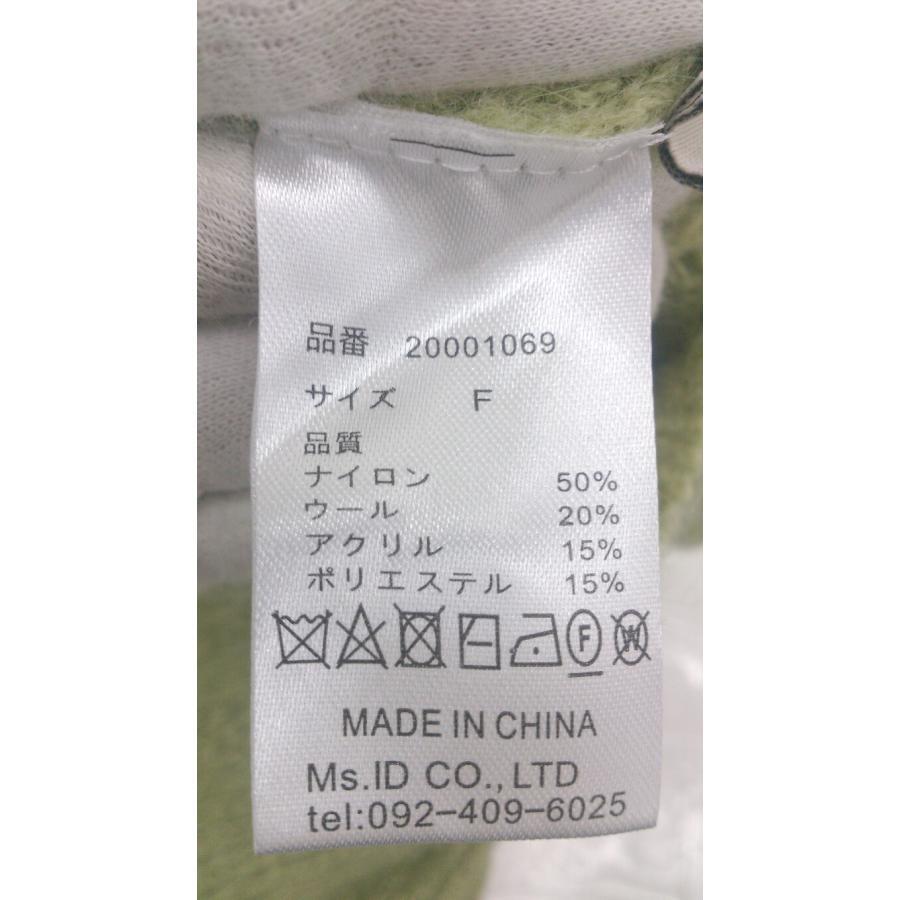 品番 20001069
サイズ F
品質
ナイロン 50%
ウール 20%
アクリル 15%
ポリエステル 15%
F W
MADE IN CHINA
Ms.ID CO.,LTD
tel:092-409-6025